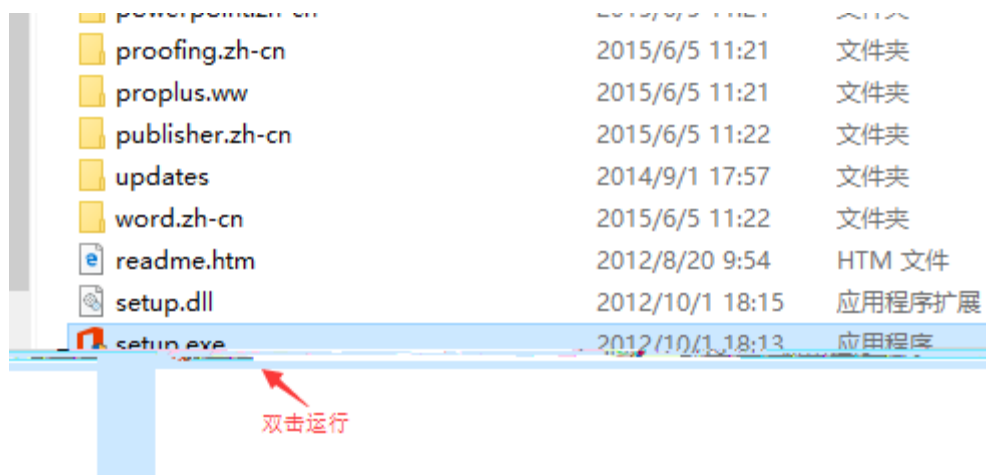 proofing.zh-cn 2015/6/5 11:21 文件夹
proplus.ww 2015/6/5 11:21 文件夹
publisher.zh-cn 2015/6/5 11:22 文件夹
updates 2014/9/1 17:57 文件夹
word.zh-cn 2015/6/5 11:22 文件夹
readme.htm 2012/8/20 9:54 HTM 文件
setup.dll 2012/10/1 18:15 应用程序扩展
setup.exe 2012/10/1 18:13 应用程序
双击运行